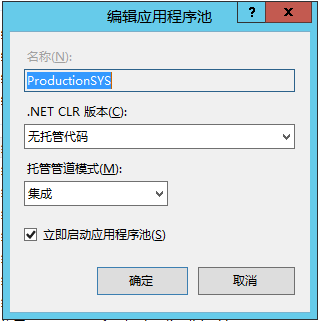 编辑应用程序池
?
x
名称(N):
ProductionSYS
.NET CLR 版本(C):
无托管代码
托管管道模式(M):
集成
立即启动应用程序池(S)
确定
取消